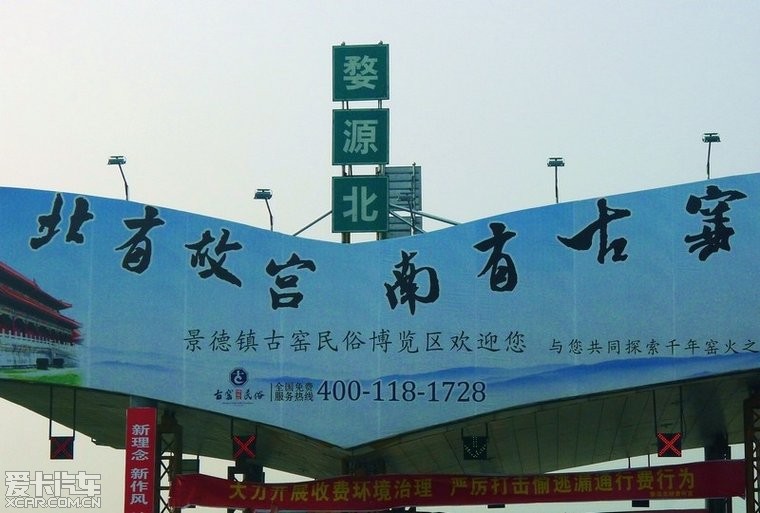 婺源北
北有故宫 南有古窑
景德镇古窑民俗博览区欢迎您 与您共同探索千年窑火之
古窑民俗 全国免费服务热线 400-118-1728
新理念 新作风
大力开展收费环境治理 严厉打击偷逃漏通行费行为
爱卡汽车
XCAR.COM.CN